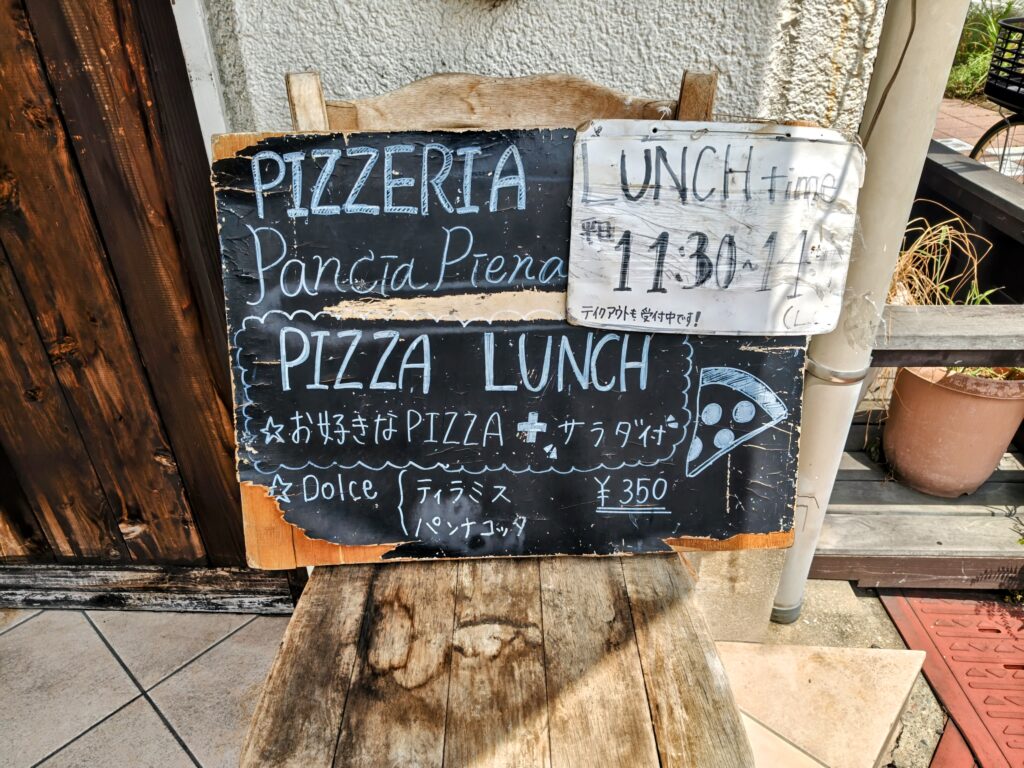 PIZZERIA
Pancia Piena
LUNCH time
平日 11:30~14:
テイクアウトも受付中です!
(L.
PIZZA LUNCH
☆お好きなPIZZA + サラダ付
☆ Dolce
ティラミス
パンナコッタ
¥350